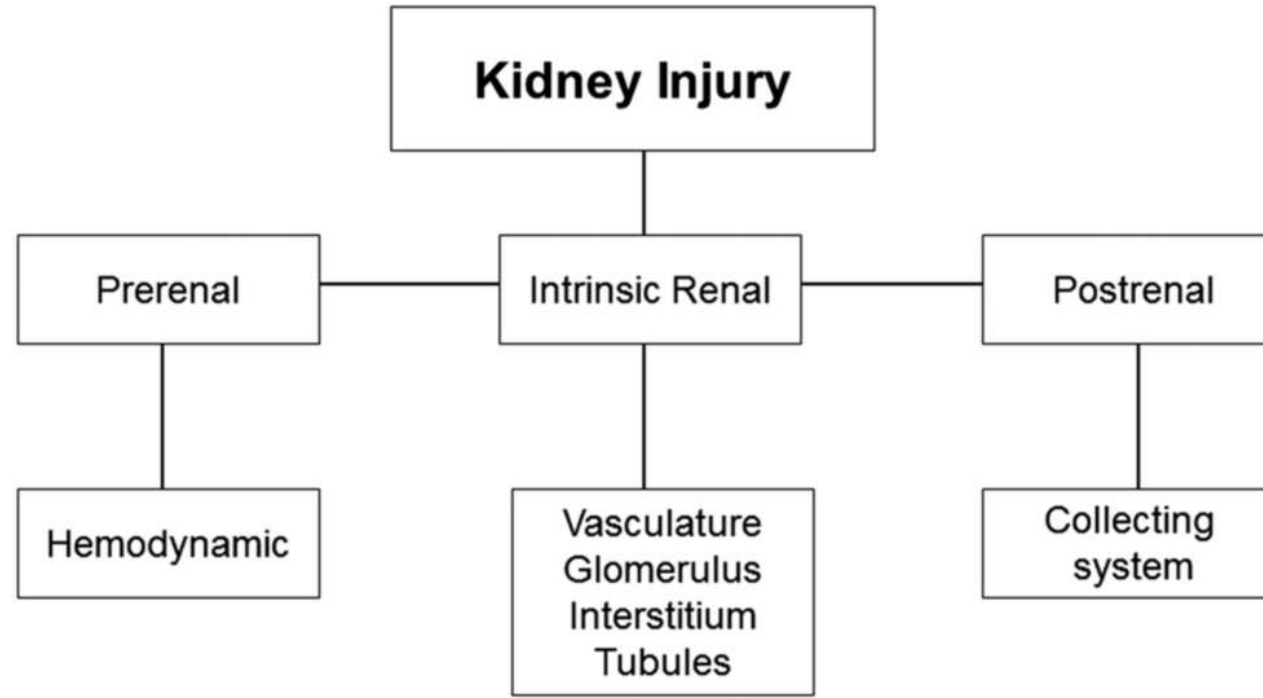 Kidney Injury
Prerenal
Intrinsic Renal
Postrenal
Hemodynamic
Vasculature
Glomerulus
Interstitium
Tubules
Collecting
system